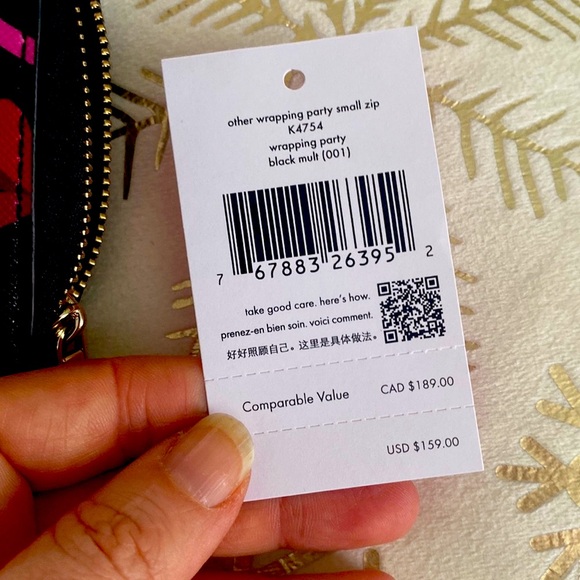 other wrapping party small zip
K4754
wrapping party
black mult (001)
7 67883 26395 2
take good care. here's how.
prenez-en bien soin. voici comment.
好好照顾自己。这里是具体做法。
Comparable Value CAD $189.00
USD $159.00